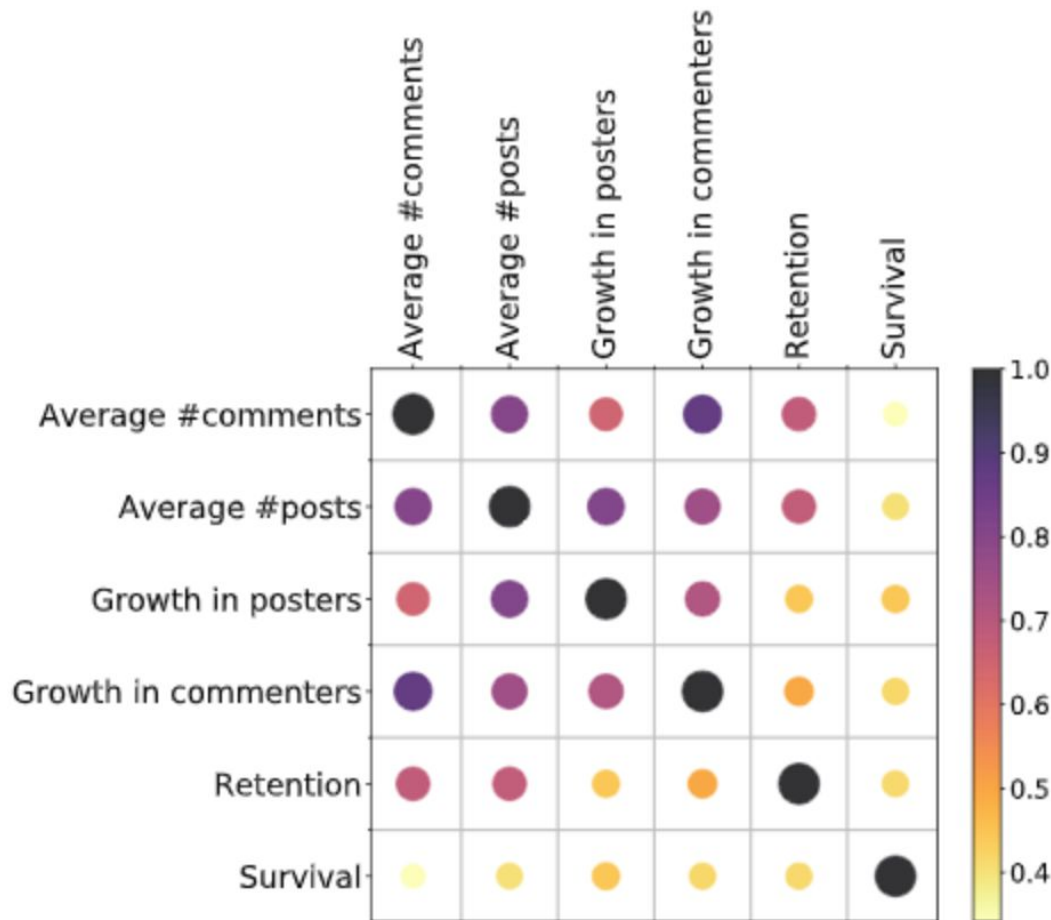 Average #comments
Average #posts
Growth in posters
Growth in commenters
Retention
Survival
Average #comments
Average #posts
Growth in posters
Growth in commenters
Retention
Survival
1.0
0.9
0.8
0.7
0.6
0.5
0.4